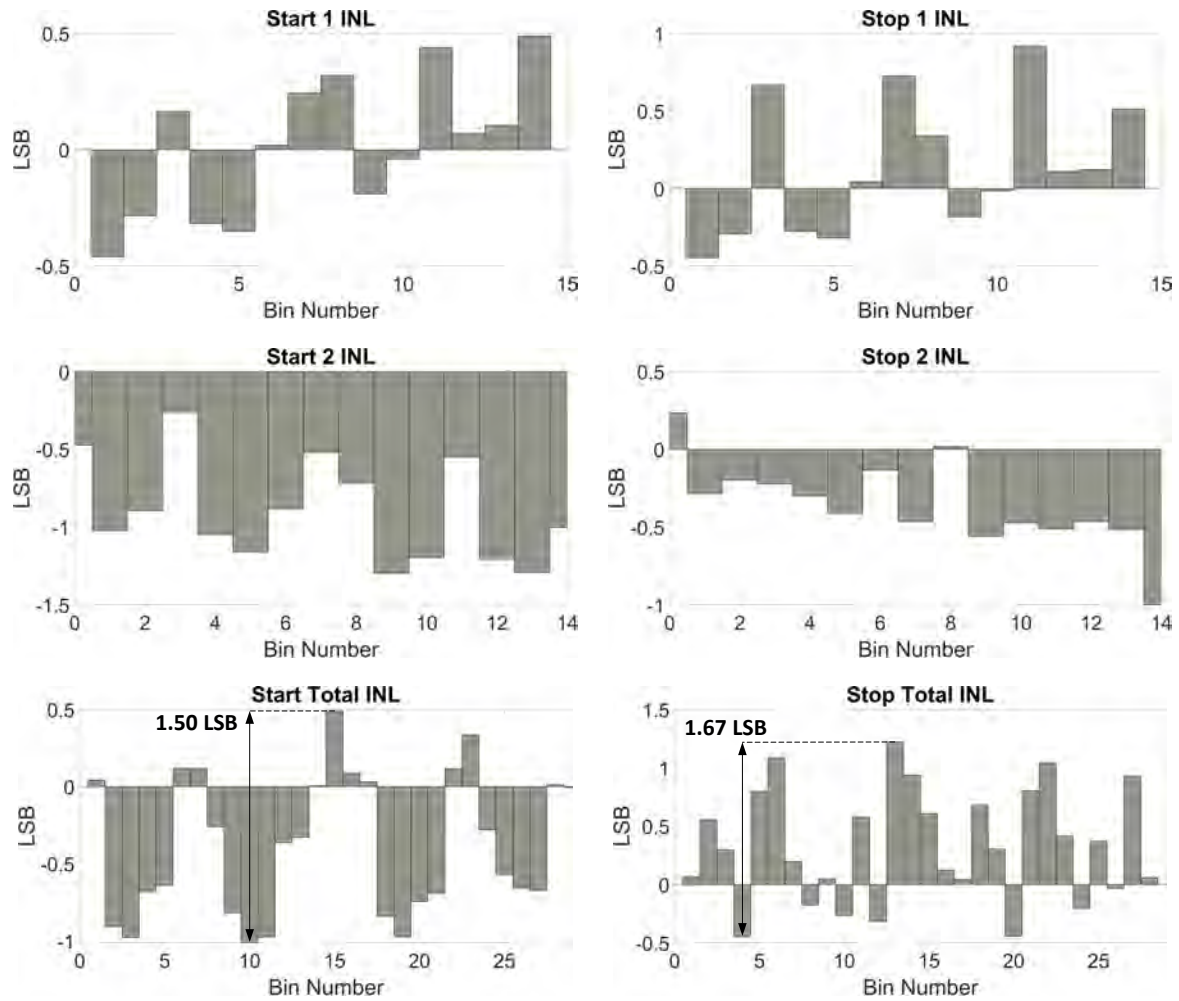 Start 1 INL
0.5
0
-0.5
LSB
0 5 10 15
Bin Number
Stop 1 INL
1
0.5
0
-0.5
LSB
0 5 10 15
Bin Number
Start 2 INL
0
-0.5
-1
-1.5
LSB
0 2 4 6 8 10 12 14
Bin Number
Stop 2 INL
0.5
0
-0.5
-1
LSB
0 2 4 6 8 10 12 14
Bin Number
Start Total INL
0.5
1.50 LSB
0
-0.5
-1
LSB
0 5 10 15 20 25
Bin Number
Stop Total INL
1.5
1.67 LSB
1
0.5
0
-0.5
LSB
0 5 10 15 20 25
Bin Number